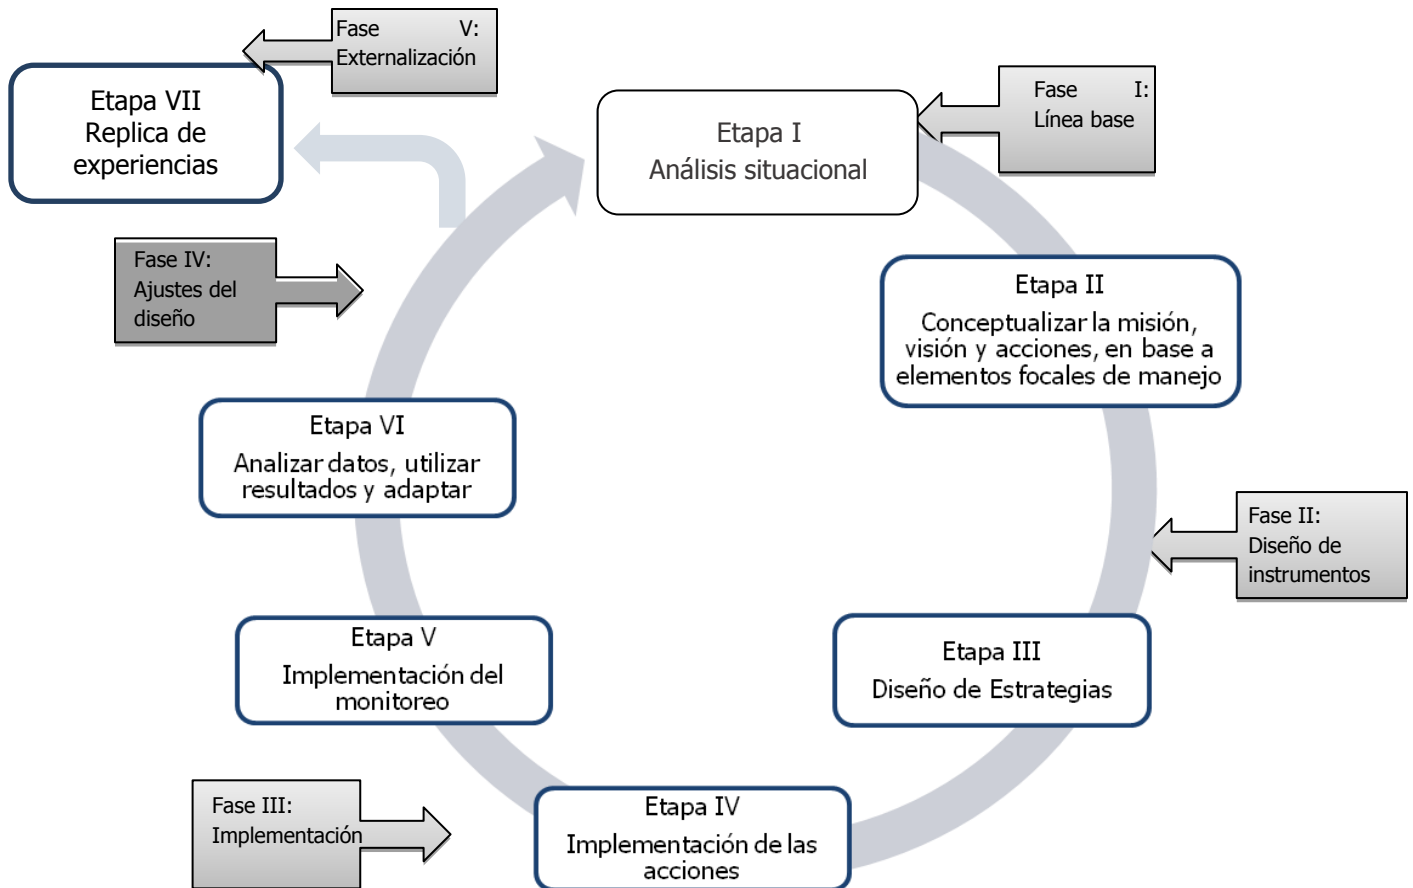 Fase V:
Externalización
Etapa VII
Replica de
experiencias
Etapa I
Análisis situacional
Fase I:
Línea base
Fase IV:
Ajustes del
diseño
Etapa II
Conceptualizar la misión,
visión y acciones, en base a
elementos focales de manejo
Etapa VI
Analizar datos, utilizar
resultados y adaptar
Fase II:
Diseño de
instrumentos
Etapa V
Implementación del
monitoreo
Etapa III
Diseño de Estrategias
Fase III:
Implementación
Etapa IV
Implementación de las
acciones